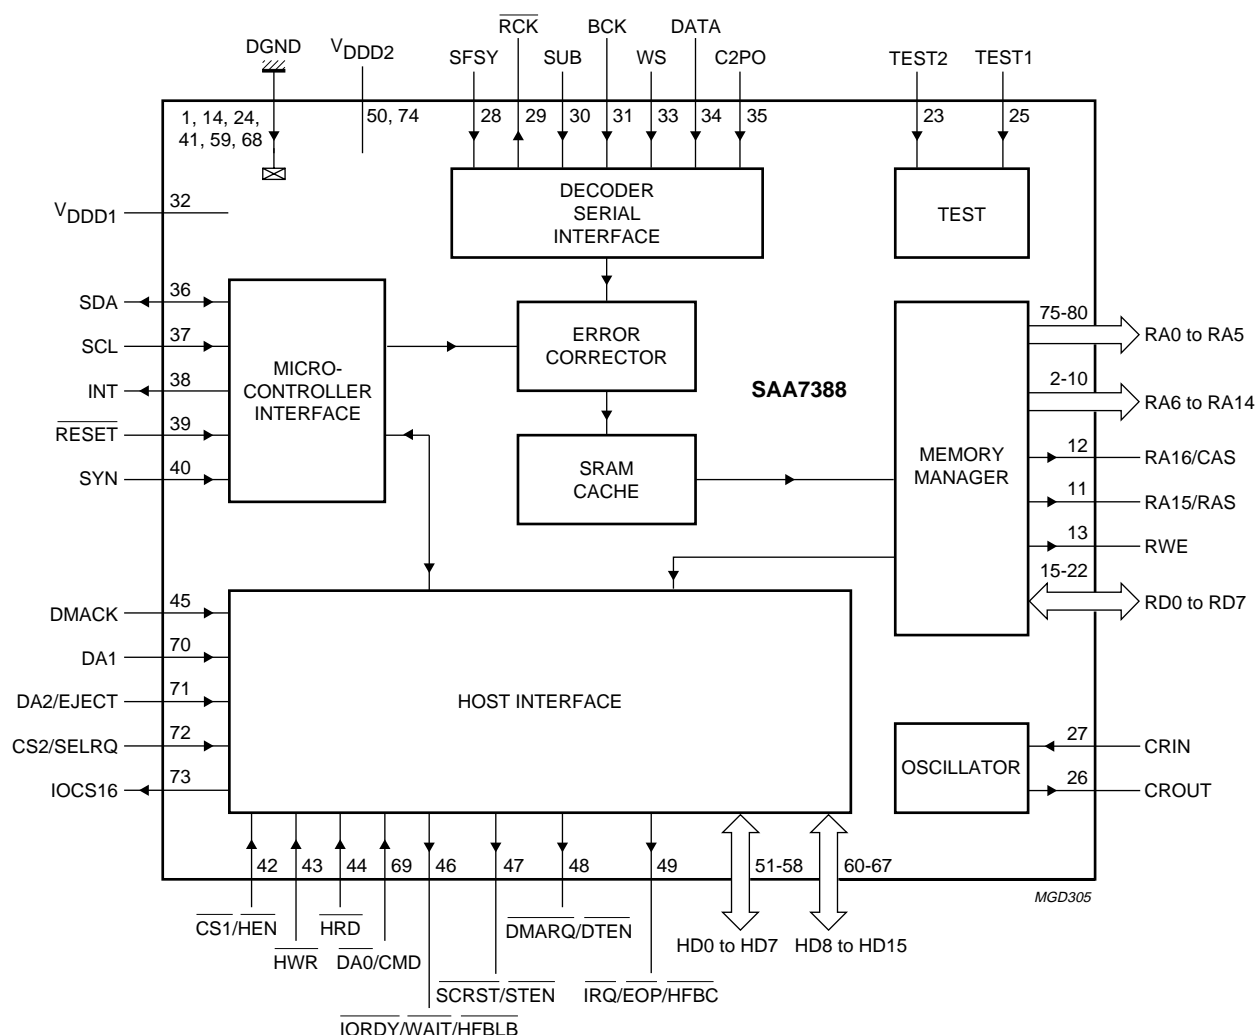 RCK
BCK
DATA
DGND
VDDD2
SFSY
SUB
WS
C2PO
TEST2
TEST1
1, 14, 24,
41, 59, 68
50, 74
28
29
30
31
33
34
35
23
25
DECODER
SERIAL
INTERFACE
TEST
VDDD1
32
SDA
36
SCL
37
INT
38
RESET
39
SYN
40
MICRO-
CONTROLLER
INTERFACE
ERROR
CORRECTOR
SRAM
CACHE
SAA7388
MEMORY
MANAGER
75-80
RA0 to RA5
2-10
RA6 to RA14
12
RA16/CAS
11
RA15/RAS
13
RWE
15-22
RD0 to RD7
DMACK
45
DA1
70
DA2/EJECT
71
CS2/SELRQ
72
IOCS16
73
HOST INTERFACE
OSCILLATOR
27
CRIN
26
CROUT
42
43
44
69
46
47
48
49
51-58
60-67
MGD305
CS1/HEN
HRD
DMARQ/DTEN
HD0 to HD7
HD8 to HD15
HWR
DA0/CMD
SCRST/STEN
IRQ/EOP/HFBC
IORDY/WAIT/HFBLB